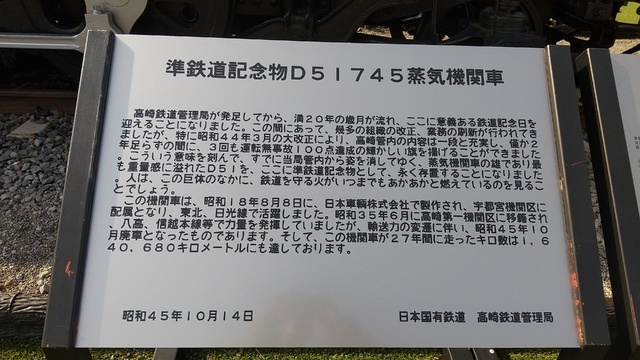 準鉄道記念物D51745蒸気機関車
高崎鉄道管理局が発足してから、満20年の歳月が流れ、ここに意義ある鉄道記念日を
迎えることになりました。この間にあって、幾多の組織の改正、業務の刷新が行われてき
ましたが、特に昭和44年3月の大改正により、高崎管内の内容は一段と充実し、僅か2
年足らずの間に、3回も運転無事故100点達成の輝かしい旗を揚げることができました
。こういう意味を刻んで、すでに当局管内から姿を消してゆく、蒸気機関車の雄であり最
も重量感に溢れたD51を、ここに準鉄道記念物として、永く存置することになりました
。人は、この巨体のなかに、鉄道を守る火がいつまでもあかあかと燃えているのを見るこ
とでしょう。
この機関車は、昭和18年8月8日に、日本車輌株式会社で製作され、宇都宮機関区に
配属となり、東北、日光線で活躍しました。昭和35年6月に高崎第一機関区に移籍され
、八高、信越本線等で力量を発揮していましたが、輸送力の変遷に伴い、昭和45年10
月廃車となったものであります。そして、この機関車が27年間に走ったキロ数は1,6
40,680キロメートルにも達しております。
昭和45年10月14日
日本国有鉄道 高崎鉄道管理局